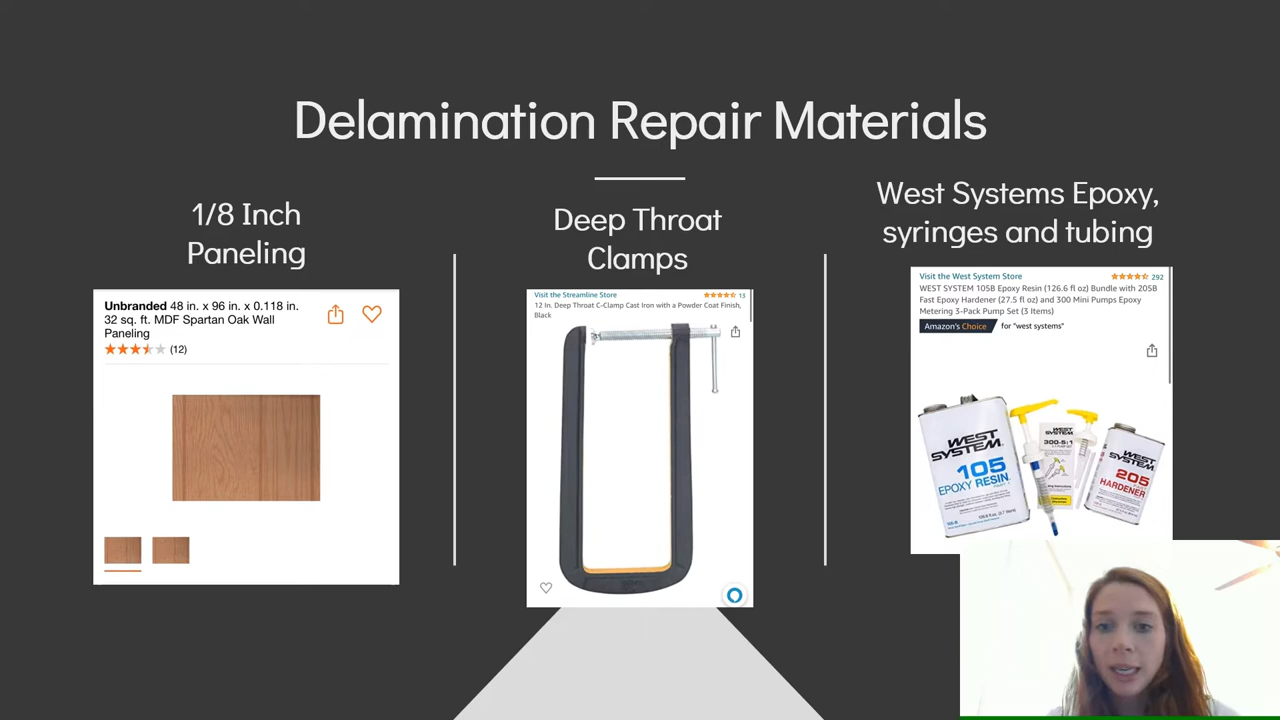 Delamination Repair Materials
1/8 Inch
Paneling
Unbranded 48 in. x 96 in. x 0.118 in.
32 sq. ft. MDF Spartan Oak Wall
Paneling
(12)
Deep Throat
Clamps
Visit the Streamline Store
13
12 In. Deep Throat C-Clamp Cast Iron with a Powder Coat Finish,
Black
West Systems Epoxy,
syringes and tubing
Visit the West System Store
292
WEST SYSTEM 105B Epoxy Resin (126.6 fl oz) Bundle with 205B
Fast Epoxy Hardener (27.5 fl oz) and 300 Mini Pumps Epoxy
Metering 3-Pack Pump Set (3 Items)
Amazon's Choice for "west systems"
WEST
SYSTEM
105
EPOXY RESIN
WEST
SYSTEM
300
WEST
SYSTEM
205
HARDENER